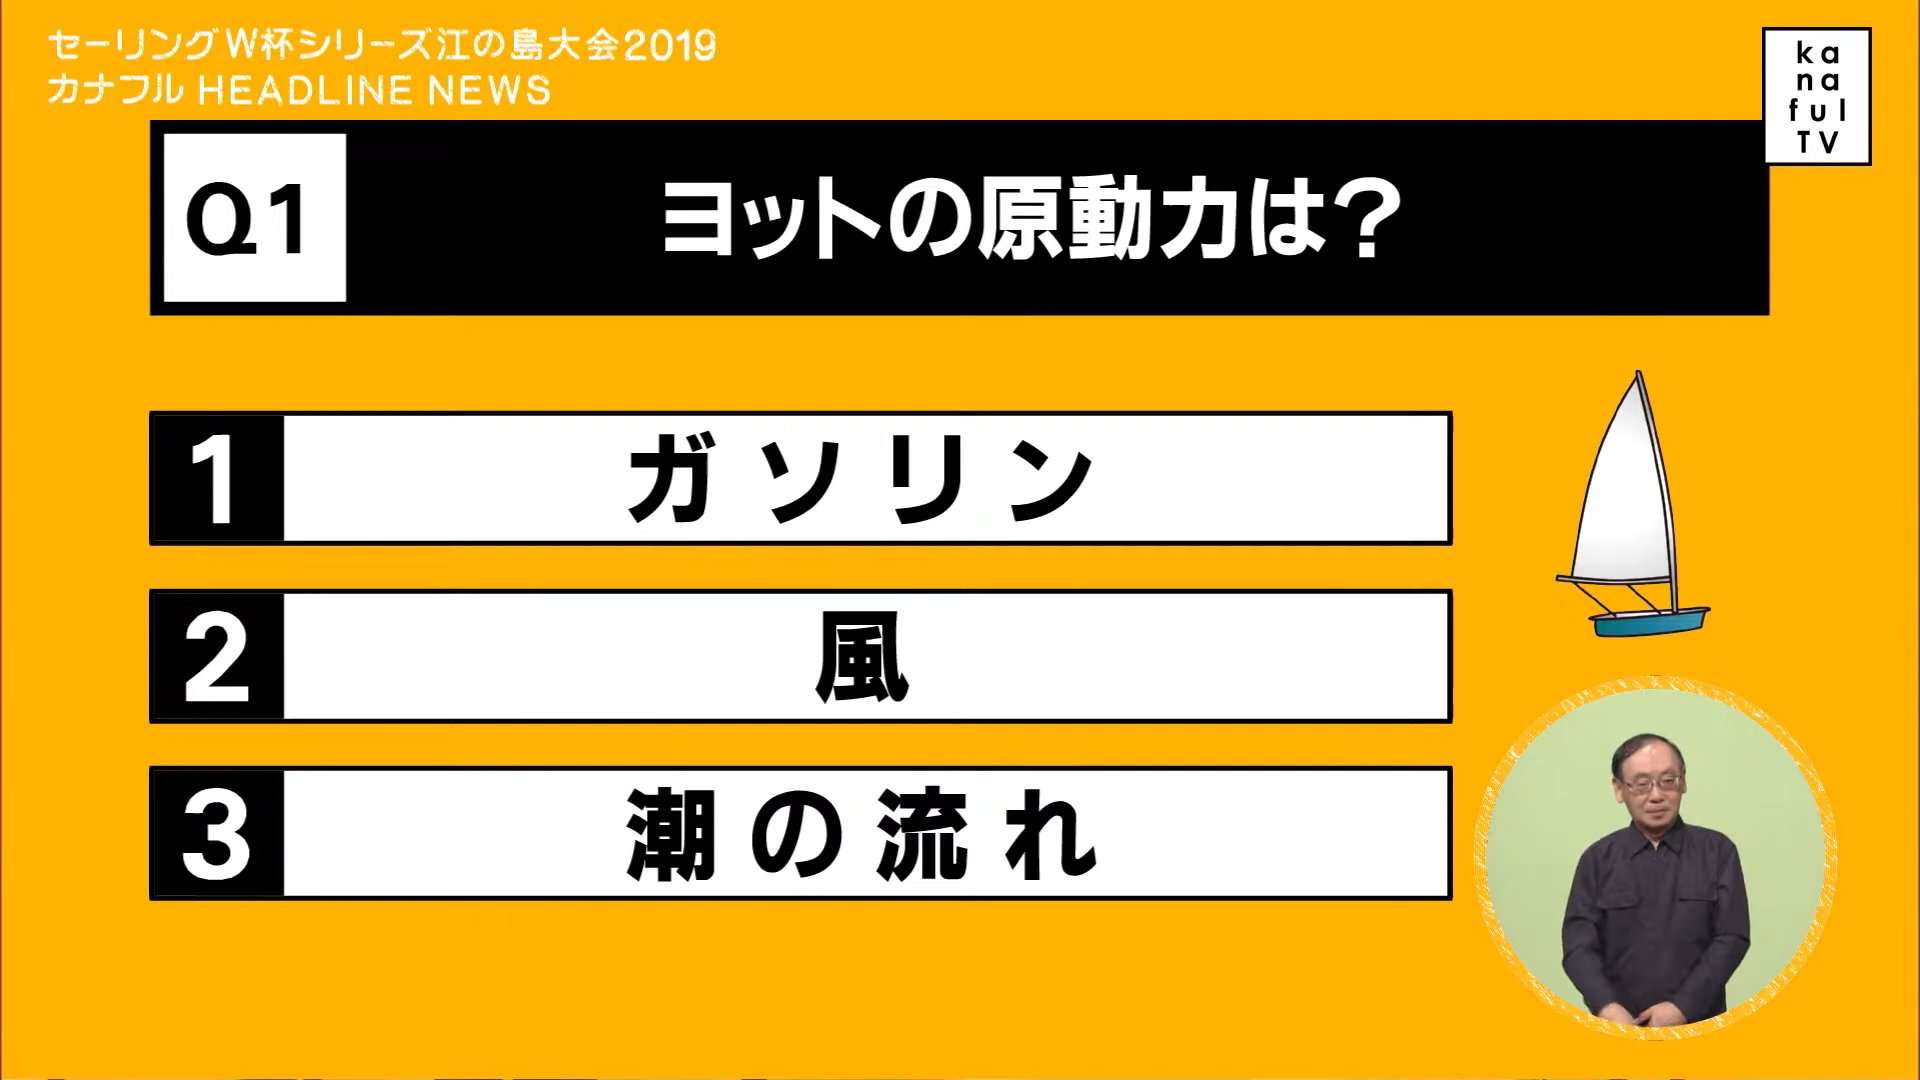 セーリングW杯シリーズ江の島大会2019
カナフル HEADLINE NEWS
ka
na
ful
TV
Q1 ヨットの原動力は?
1 ガソリン
2 風
3 潮の流れ